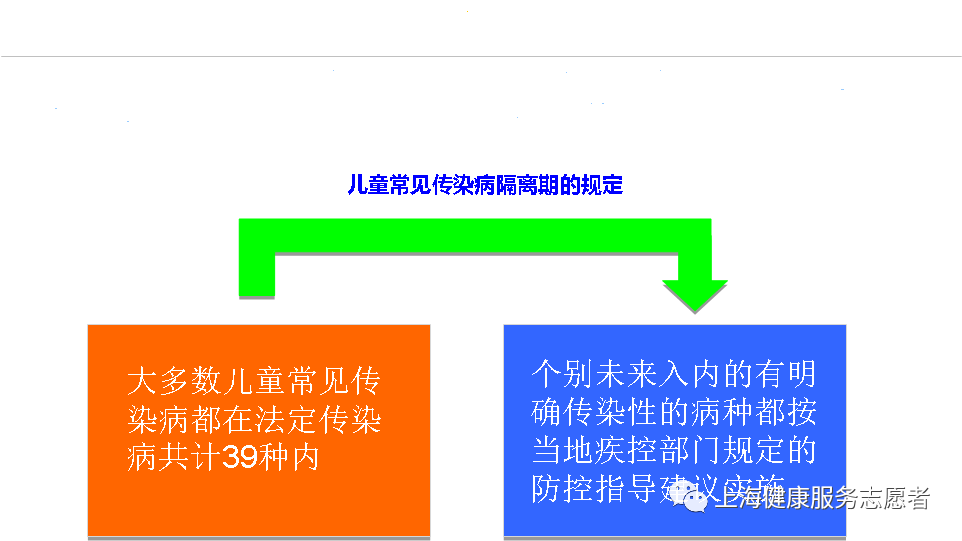 儿童常见传染病隔离期的规定
大多数儿童常见传
染病都在法定传染
病共计39种内
个别未来入内的有明
确传染性的病种都按
当地疾控部门规定的
防控指导建议实施
上海健康服务志愿者